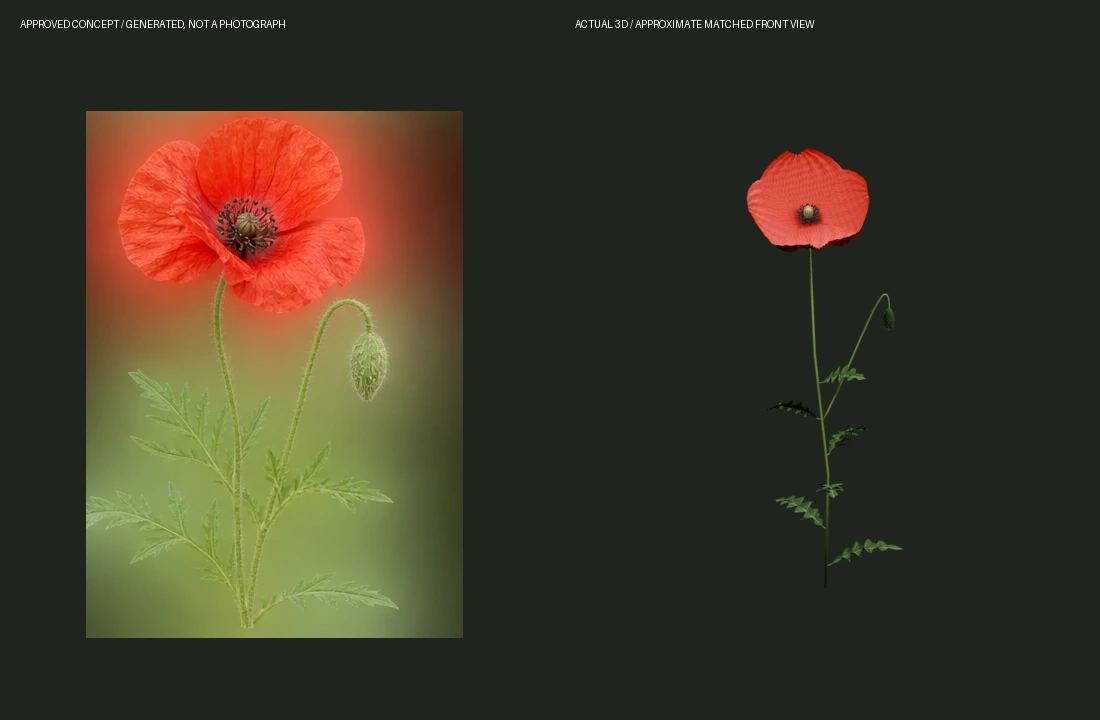 APPROVED CONCEPT / GENERATED, NOT A PHOTOGRAPH
ACTUAL 3D / APPROXIMATE MATCHED FRONT VIEW